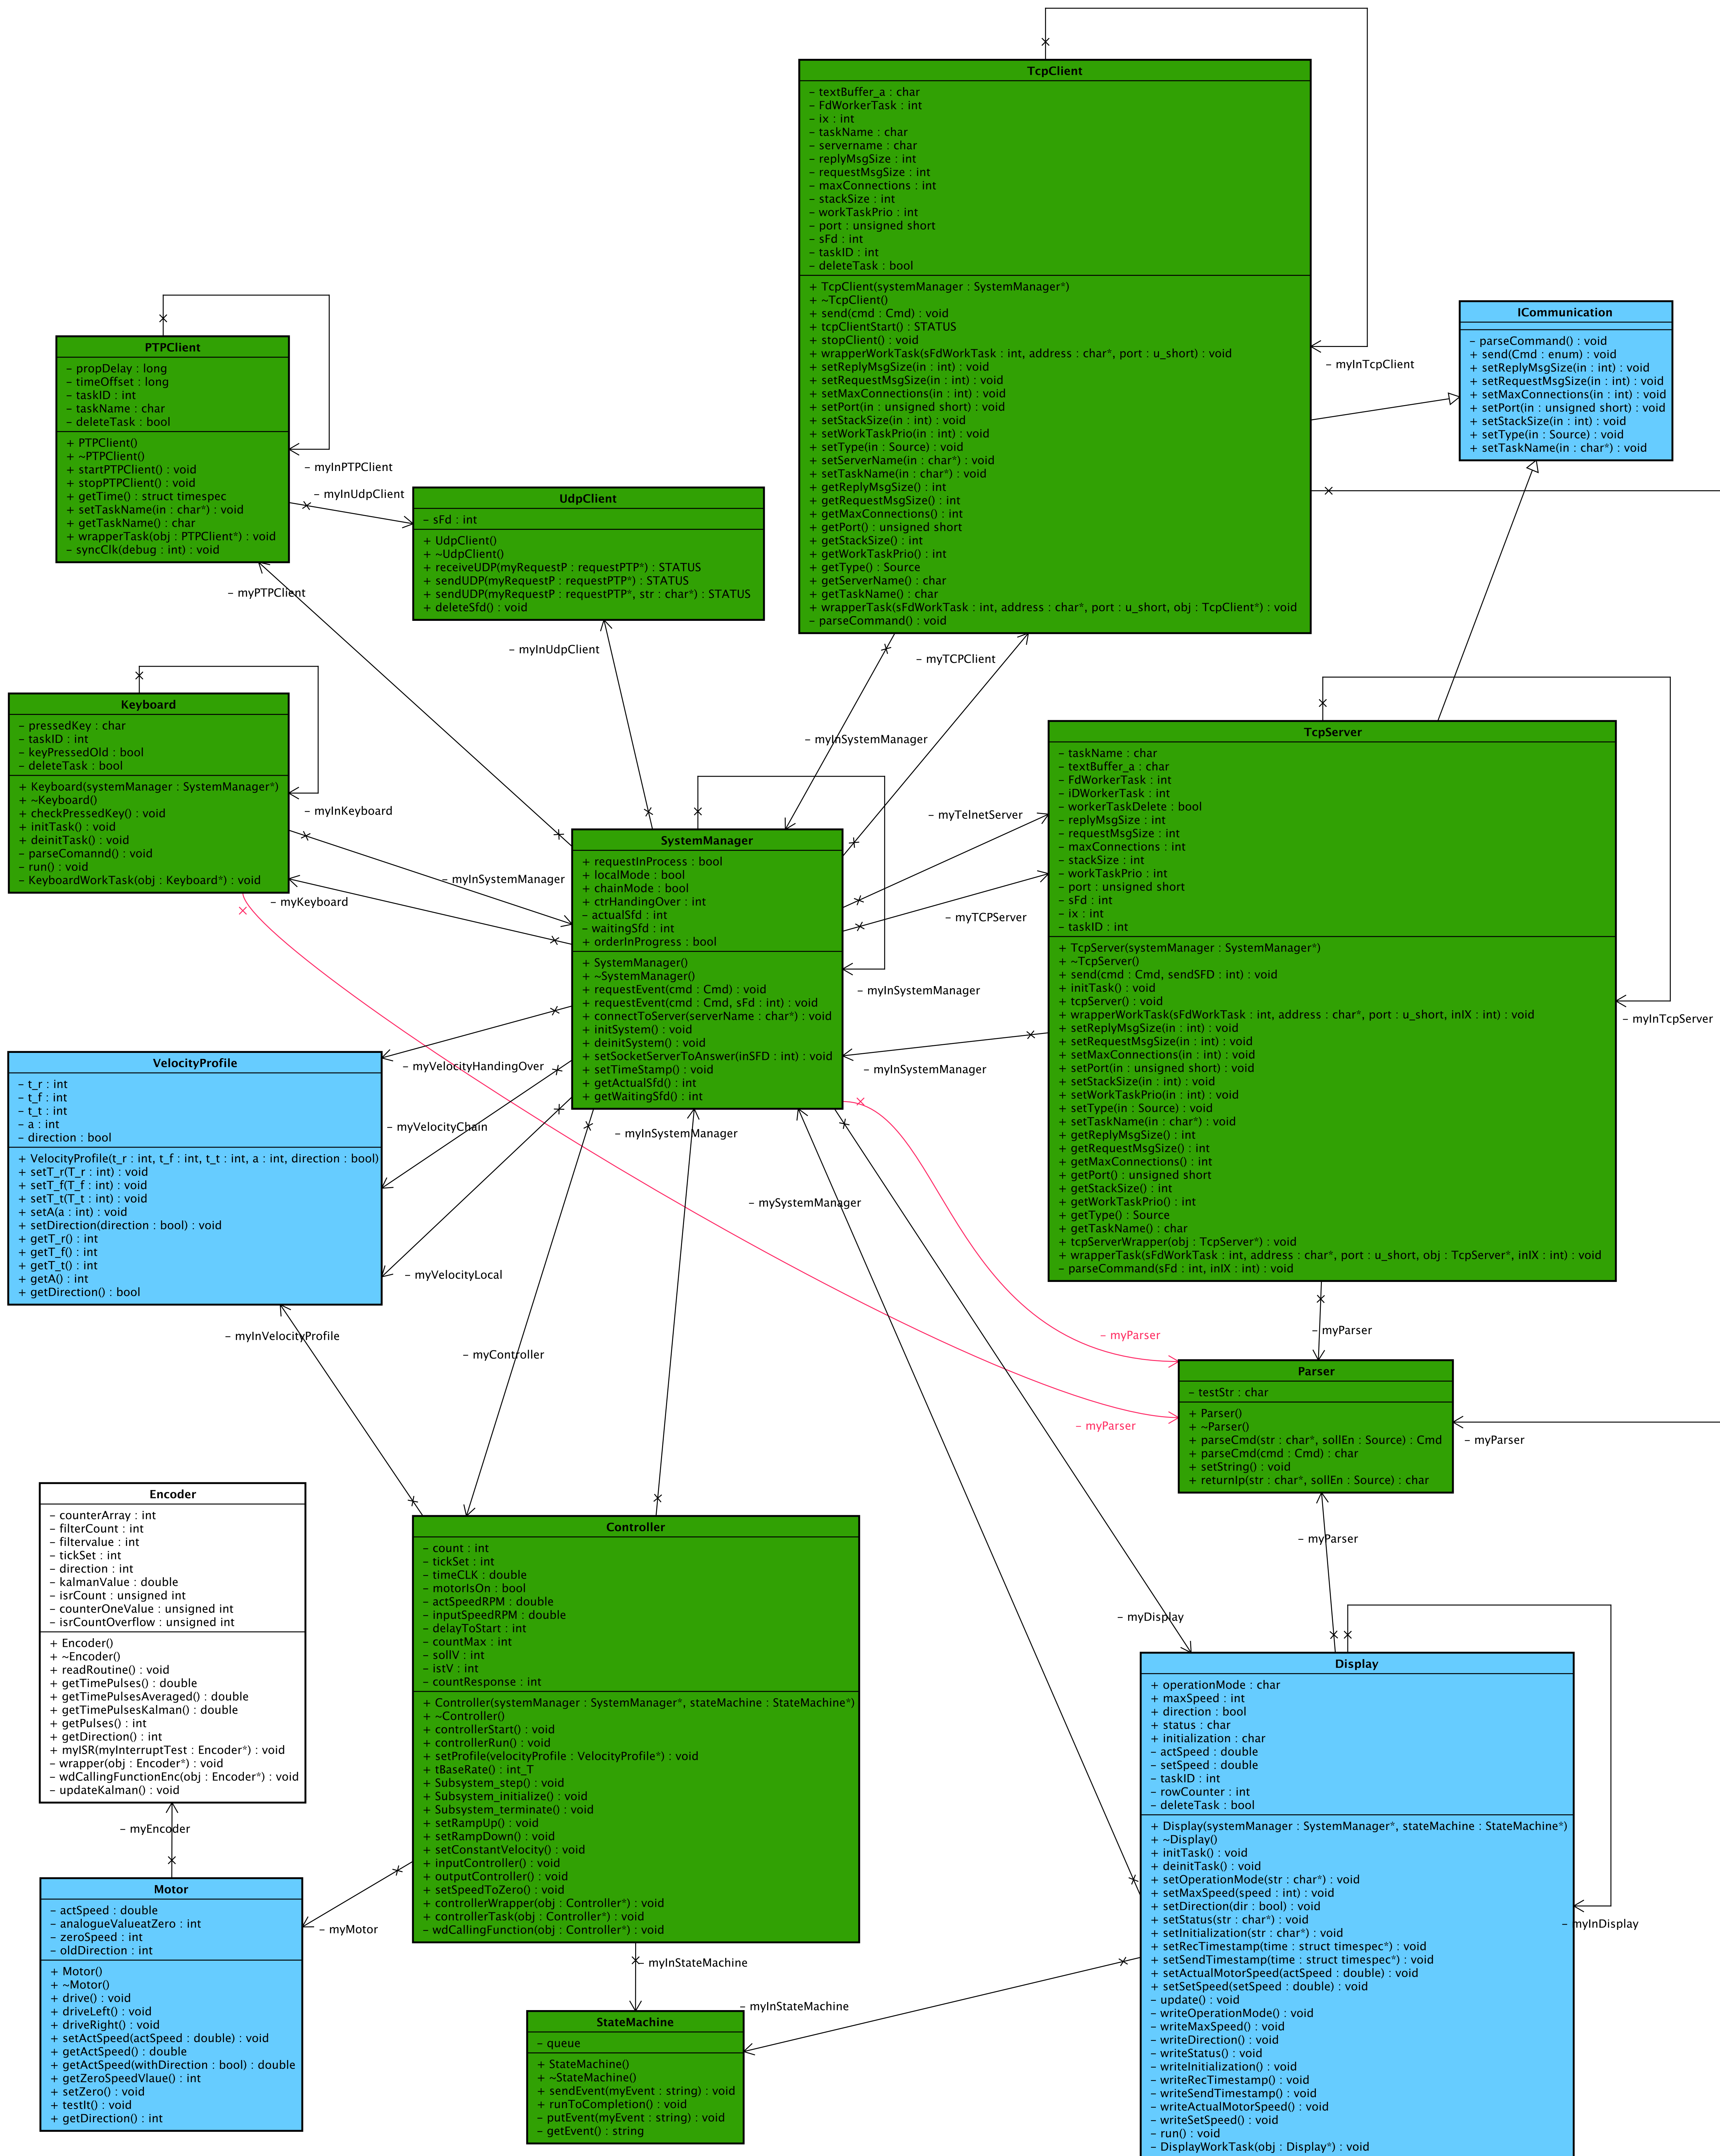 TcpClient
– textBuffer_a : char
– FdWorkerTask : int
– ix : int
– taskName : char
– servername : char
– replyMsgSize : int
– requestMsgSize : int
– maxConnections : int
– stackSize : int
– workTaskPrio : int
– port : unsigned short
– sFd : int
– taskID : int
– deleteTask : bool
+ TcpClient(systemManager : SystemManager*)
+ ~TcpClient()
+ send(cmd : Cmd) : void
+ tcpClientStart() : STATUS
+ stopClient() : void
+ wrapperWorkTask(sFdWorkTask : int, address : char*, port : u_short) : void
+ setReplyMsgSize(in : int) : void
+ setRequestMsgSize(in : int) : void
+ setMaxConnections(in : int) : void
+ setPort(in : unsigned short) : void
+ setStackSize(in : int) : void
+ setWorkTaskPrio(in : int) : void
+ setType(in : Source) : void
+ setServerName(in : char*) : void
+ setTaskName(in : char*) : void
+ getReplyMsgSize() : int
+ getRequestMsgSize() : int
+ getMaxConnections() : int
+ getPort() : unsigned short
+ getStackSize() : int
+ getWorkTaskPrio() : int
+ getType() : Source
+ getServerName() : char
+ getTaskName() : char
+ wrapperTask(sFdWorkTask : int, address : char*, port : u_short, obj : TcpClient*) : void
– parseCommand() : void
– myInTcpClient
ICommunication
– parseCommand() : void
+ send(Cmd : enum) : void
+ setReplyMsgSize(in : int) : void
+ setRequestMsgSize(in : int) : void
+ setMaxConnections(in : int) : void
+ setPort(in : unsigned short) : void
+ setStackSize(in : int) : void
+ setType(in : Source) : void
+ setTaskName(in : char*) : void
PTPClient
– propDelay : long
– timeOffset : long
– taskID : int
– taskName : char
– deleteTask : bool
+ PTPClient()
+ ~PTPClient()
+ startPTPClient() : void
+ stopPTPClient() : void
+ getTime() : struct timespec
+ setTaskName(in : char*) : void
+ getTaskName() : char
+ wrapperTask(obj : PTPClient*) : void
– syncClk(debug : int) : void
– myInPTPClient
– myInUdpClient
UdpClient
– sFd : int
+ UdpClient()
+ ~UdpClient()
+ receiveUDP(myRequestP : requestPTP*) : STATUS
+ sendUDP(myRequestP : requestPTP*) : STATUS
+ sendUDP(myRequestP : requestPTP*, str : char*) : STATUS
+ deleteSfd() : void
– myPTPClient
– myInUdpClient
– myTCPClient
– myInSystemManager
Keyboard
– pressedKey : char
– taskID : int
– keyPressedOld : bool
– deleteTask : bool
+ Keyboard(systemManager : SystemManager*)
+ ~Keyboard()
+ checkPressedKey() : void
+ initTask() : void
+ deinitTask() : void
– parseComannd() : void
– run() : void
– KeyboardWorkTask(obj : Keyboard*) : void
– myInKeyboard
– myInSystemManager
– myKeyboard
SystemManager
+ requestInProcess : bool
+ localMode : bool
+ chainMode : bool
+ ctrHandingOver : int
– actualSfd : int
– waitingSfd : int
+ orderInProgress : bool
+ SystemManager()
+ ~SystemManager()
+ requestEvent(cmd : Cmd) : void
+ requestEvent(cmd : Cmd, sFd : int) : void
+ connectToServer(serverName : char*) : void
+ initSystem() : void
+ deinitSystem() : void
+ setSocketServerToAnswer(inSFD : int) : void
+ setTimeStamp() : void
+ getActualSfd() : int
+ getWaitingSfd() : int
– myInSystemManager
– myTelnetServer
– myTCPServer
– myInSystemManager
TcpServer
– taskName : char
– textBuffer_a : char
– FdWorkerTask : int
– iDWorkerTask : int
– workerTaskDelete : bool
– replyMsgSize : int
– requestMsgSize : int
– maxConnections : int
– stackSize : int
– workTaskPrio : int
– port : unsigned short
– sFd : int
– ix : int
– taskID : int
+ TcpServer(systemManager : SystemManager*)
+ ~TcpServer()
+ send(cmd : Cmd, sendSFD : int) : void
+ initTask() : void
+ tcpServer() : void
+ wrapperWorkTask(sFdWorkTask : int, address : char*, port : u_short, inIX : int) : void
+ setReplyMsgSize(in : int) : void
+ setRequestMsgSize(in : int) : void
+ setMaxConnections(in : int) : void
+ setPort(in : unsigned short) : void
+ setStackSize(in : int) : void
+ setWorkTaskPrio(in : int) : void
+ setType(in : Source) : void
+ setTaskName(in : char*) : void
+ getReplyMsgSize() : int
+ getRequestMsgSize() : int
+ getMaxConnections() : int
+ getPort() : unsigned short
+ getStackSize() : int
+ getWorkTaskPrio() : int
+ getType() : Source
+ getTaskName() : char
+ tcpServerWrapper(obj : TcpServer*) : void
+ wrapperTask(sFdWorkTask : int, address : char*, port : u_short, obj : TcpServer*, inIX : int) : void
– parseCommand(sFd : int, inIX : int) : void
– myInTcpServer
VelocityProfile
– t_r : int
– t_f : int
– t_t : int
– a : int
– direction : bool
+ VelocityProfile(t_r : int, t_f : int, t_t : int, a : int, direction : bool)
+ setT_r(T_r : int) : void
+ setT_f(T_f : int) : void
+ setT_t(T_t : int) : void
+ setA(a : int) : void
+ setDirection(direction : bool) : void
+ getT_r() : int
+ getT_f() : int
+ getT_t() : int
+ getA() : int
+ getDirection() : bool
– myVelocityHandingOver
– myVelocityChain
– myVelocityLocal
– myInVelocityProfile
– myInSystemManager
– mySystemManager
– myController
– myParser
– myParser
– myParser
Parser
– testStr : char
+ Parser()
+ ~Parser()
+ parseCmd(str : char*, sollEn : Source) : Cmd
+ parseCmd(cmd : Cmd) : char
+ setString() : void
+ returnIp(str : char*, sollEn : Source) : char
– myParser
– myParser
– myDisplay
Encoder
– counterArray : int
– filterCount : int
– filtervalue : int
– tickSet : int
– direction : int
– kalmanValue : double
– isrCount : unsigned int
– counterOneValue : unsigned int
– isrCountOverflow : unsigned int
+ Encoder()
+ ~Encoder()
+ readRoutine() : void
+ getTimePulses() : double
+ getTimePulsesAveraged() : double
+ getTimePulsesKalman() : double
+ getPulses() : int
+ getDirection() : int
+ myISR(myInterruptTest : Encoder*) : void
– wrapper(obj : Encoder*) : void
– wdCallingFunctionEnc(obj : Encoder*) : void
– updateKalman() : void
– myEncoder
Motor
– actSpeed : double
– analogueValueatZero : int
– zeroSpeed : int
– oldDirection : int
+ Motor()
+ ~Motor()
+ drive() : void
+ driveLeft() : void
+ driveRight() : void
+ setActSpeed(actSpeed : double) : void
+ getActSpeed() : double
+ getActSpeed(withDirection : bool) : double
+ getZeroSpeedVlaue() : int
+ setZero() : void
+ testIt() : void
+ getDirection() : int
– myMotor
Controller
– count : int
– tickSet : int
– timeCLK : double
– motorIsOn : bool
– actSpeedRPM : double
– inputSpeedRPM : double
– delayToStart : int
– countMax : int
– sollV : int
– istV : int
– countResponse : int
+ Controller(systemManager : SystemManager*, stateMachine : StateMachine*)
+ ~Controller()
+ controllerStart() : void
+ controllerRun() : void
+ setProfile(velocityProfile : VelocityProfile*) : void
+ tBaseRate() : int_T
+ Subsystem_step() : void
+ Subsystem_initialize() : void
+ Subsystem_terminate() : void
+ setRampUp() : void
+ setRampDown() : void
+ setConstantVelocity() : void
+ inputController() : void
+ outputController() : void
+ setSpeedToZero() : void
+ controllerWrapper(obj : Controller*) : void
+ controllerTask(obj : Controller*) : void
– wdCallingFunction(obj : Controller*) : void
– myInStateMachine
– myInStateMachine
StateMachine
– queue
+ StateMachine()
+ ~StateMachine()
+ sendEvent(myEvent : string) : void
+ runToCompletion() : void
– putEvent(myEvent : string) : void
– getEvent() : string
Display
+ operationMode : char
+ maxSpeed : int
+ direction : bool
+ status : char
+ initialization : char
– actSpeed : double
– setSpeed : double
– taskID : int
– rowCounter : int
– deleteTask : bool
+ Display(systemManager : SystemManager*, stateMachine : StateMachine*)
+ ~Display()
+ initTask() : void
+ deinitTask() : void
+ setOperationMode(str : char*) : void
+ setMaxSpeed(speed : int) : void
+ setDirection(dir : bool) : void
+ setStatus(str : char*) : void
+ setInitialization(str : char*) : void
+ setRecTimestamp(time : struct timespec*) : void
+ setSendTimestamp(time : struct timespec*) : void
+ setActualMotorSpeed(actSpeed : double) : void
+ setSetSpeed(setSpeed : double) : void
– update() : void
– writeOperationMode() : void
– writeMaxSpeed() : void
– writeDirection() : void
– writeStatus() : void
– writeInitialization() : void
– writeRecTimestamp() : void
– writeSendTimestamp() : void
– writeActualMotorSpeed() : void
– writeSetSpeed() : void
– run() : void
– DisplayWorkTask(obj : Display*) : void
– myInDisplay